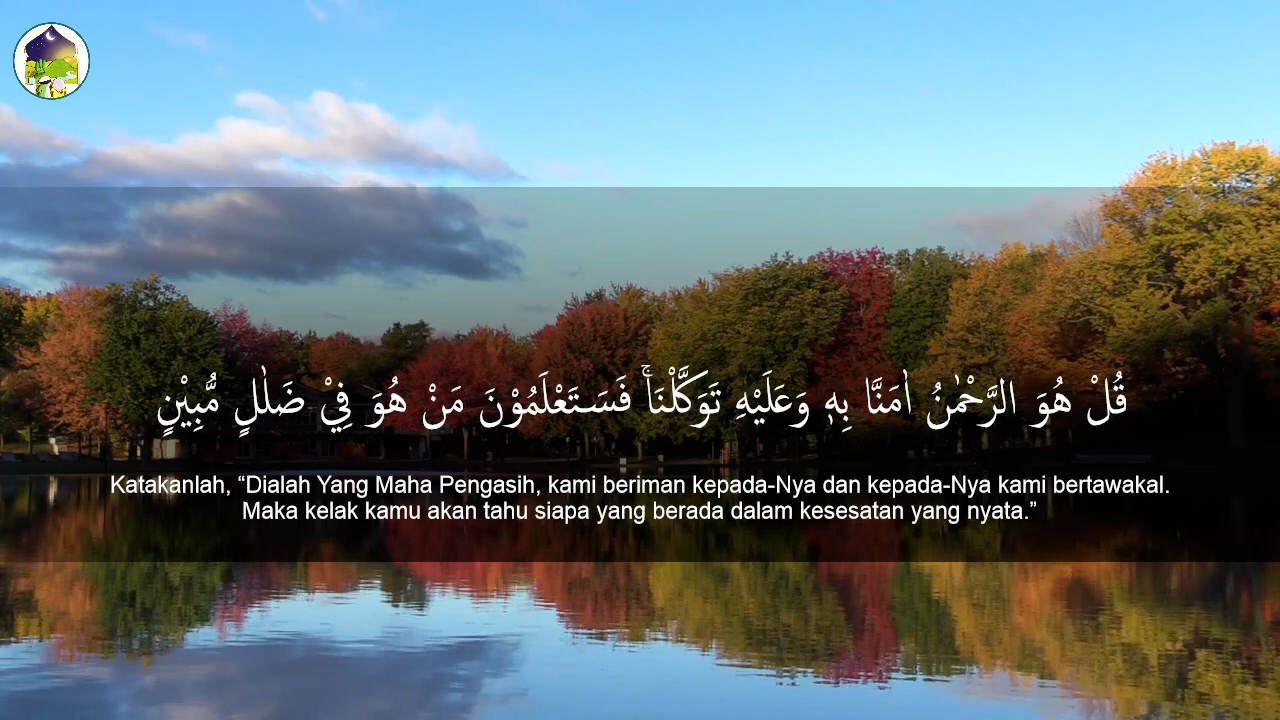 قُلْ هُوَ الرَّحْمٰنُ اٰمَنَّا بِهٖ وَعَلَيْهِ تَوَكَّلْنَاۚ فَسَتَعْلَمُوْنَ مَنْ هُوَ فِيْ ضَلٰلٍ مُّبِيْنٍ
Katakanlah, “Dialah Yang Maha Pengasih, kami beriman kepada-Nya dan kepada-Nya kami bertawakal.
Maka kelak kamu akan tahu siapa yang berada dalam kesesatan yang nyata.”